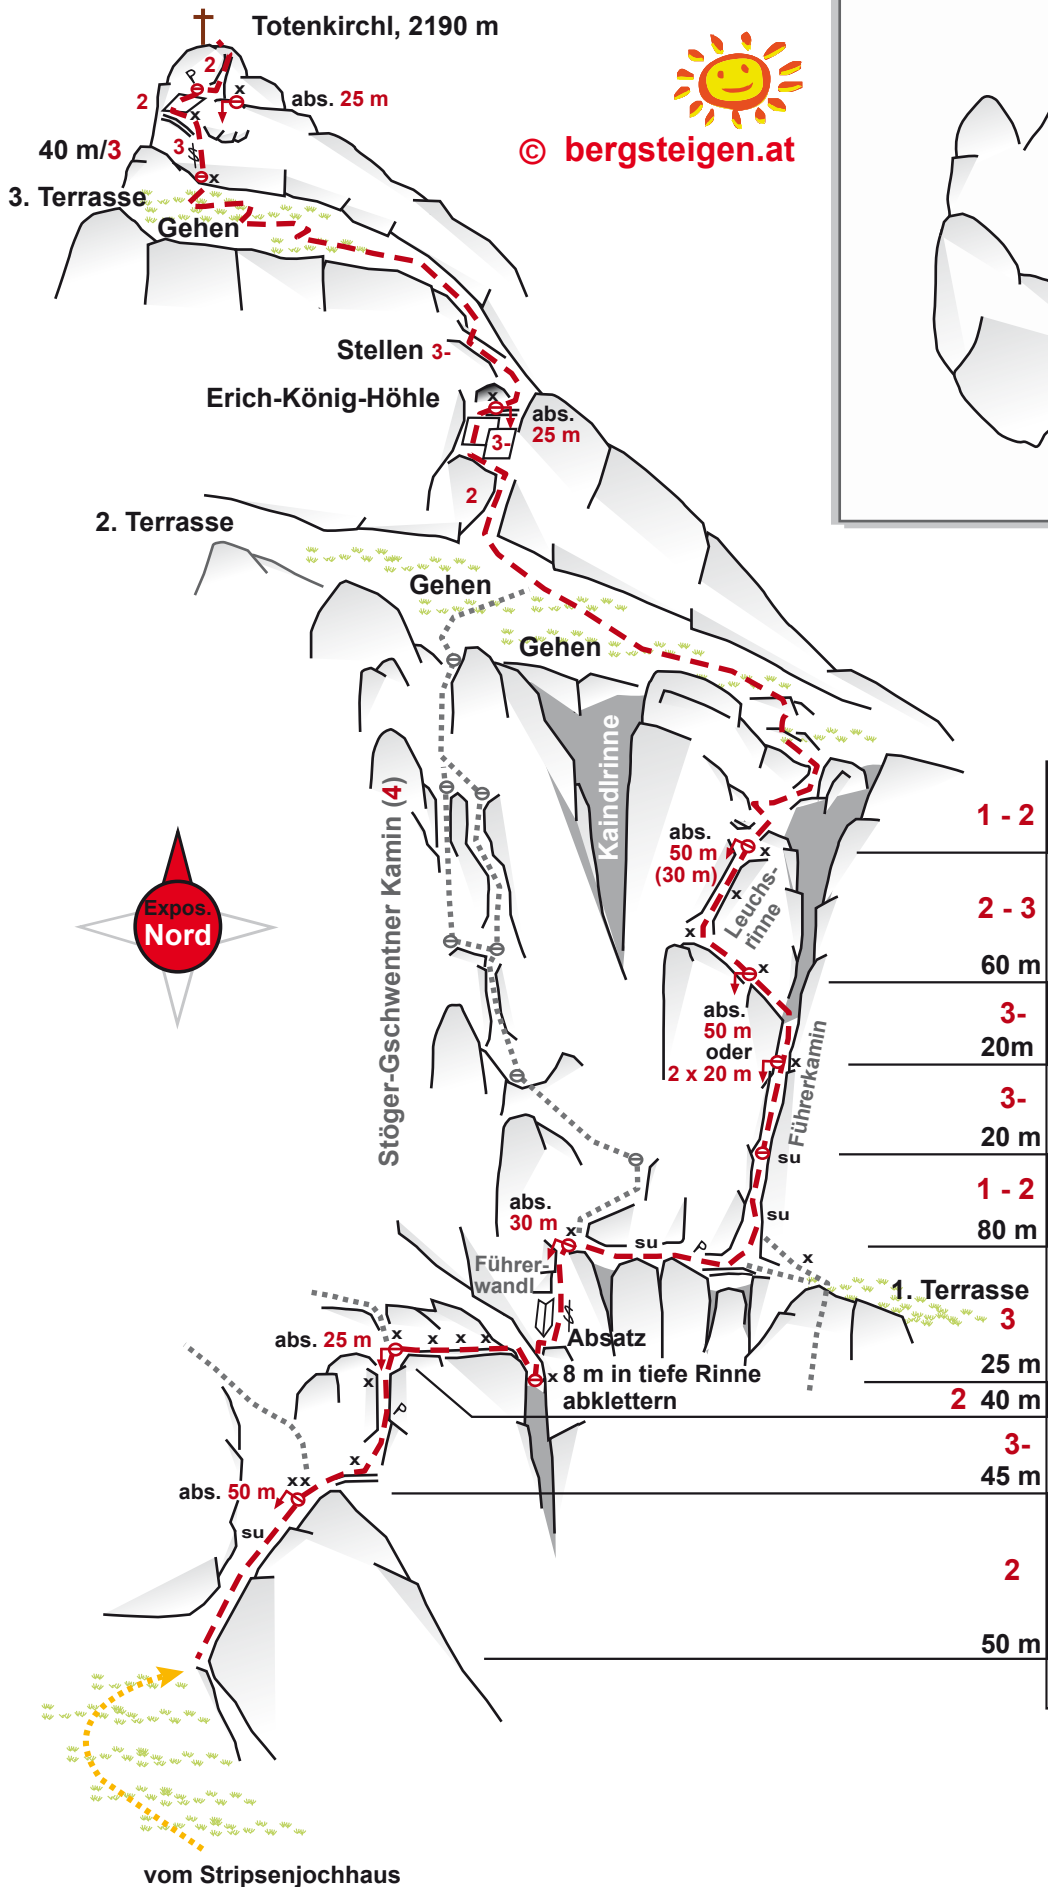 Totenkirchl, 2190 m
© bergsteigen.at
2
P
x
2
x
abs. 25 m
40 m/3
3
x
3. Terrasse
Gehen
Stellen 3-
Erich-König-Höhle
x
abs.
25 m
3-
2
2. Terrasse
Gehen
Gehen
Kaindlrinne
Stöger-Gschwentner Kamin (4)
1 - 2
abs.
50 m
(30 m)
x
x
Leuchs-
rinne
x
2 - 3
60 m
Expos.
Nord
x
abs.
50 m
oder
2 x 20 m
x
Führerkamin
3-
20m
3-
20 m
su
su
1 - 2
80 m
abs.
30 m
x
su
P
x
Führer-
wandl
1. Terrasse
3
Absatz
25 m
abs. 25 m
x
x
x
x
x
x 8 m in tiefe Rinne
abklettern
2 40 m
P
3-
45 m
x
xx
abs. 50 m
su
2
50 m
vom Stripsenjochhaus